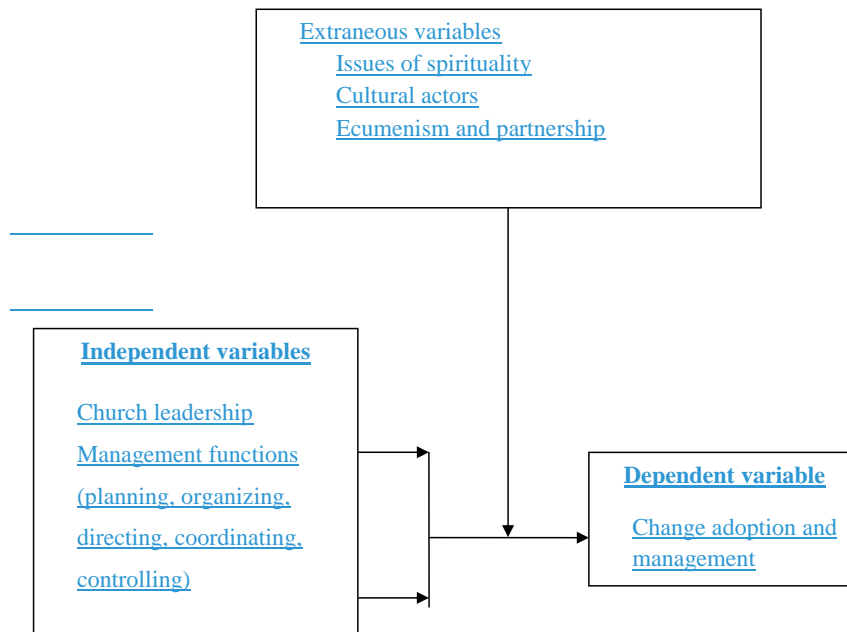 Extraneous variables
Issues of spirituality
Cultural actors
Ecumenism and partnership
Independent variables
Church leadership
Management functions
(planning, organizing,
directing, coordinating,
controlling)
Dependent variable
Change adoption and
management